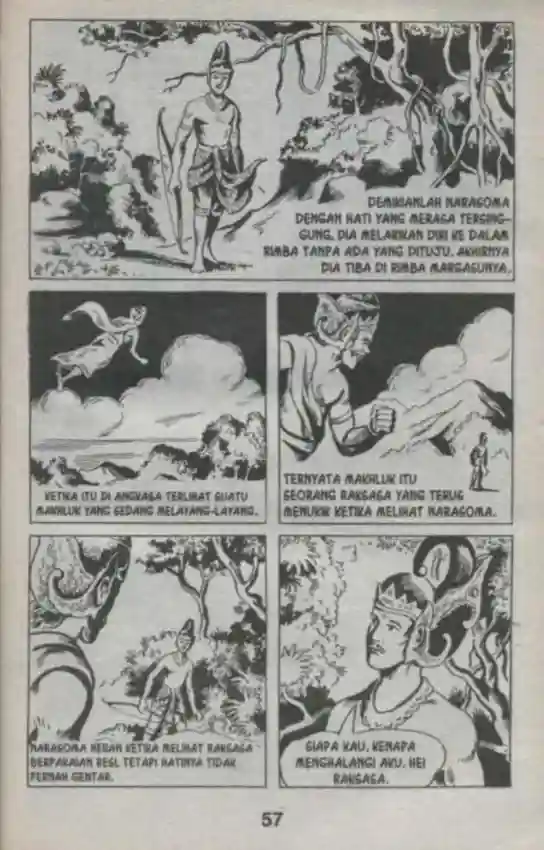 DEMIKIANLAH NARASOMA
DENGAN HATI YANG MERASA TERSING-
GUNG, DIA MELARIKAN DIRI KE DALAM
RIMBA TANPA ADA YANG DITUJU. AKHIRNYA
DIA TIBA DI RIMBA MARGASUNYA.
KETIKA ITU DI ANGKASA TERLIHAT SUATU
MAKHLUK YANG SEDANG MELAYANG-LAYANG.
TERNYATA MAKHLUK ITU
SEORANG RAKSASA YANG TERUS
MENUKIK KETIKA MELIHAT NARASOMA.
NARASOMA HERAN KETIKA MELIHAT RAKSASA
BERPAKAIAN RESI. TETAPI HATINYA TIDAK
PERNAH GENTAR.
SIAPA KAU, KENAPA
MENGHALANGI AKU, HEI
RAKSASA.
57